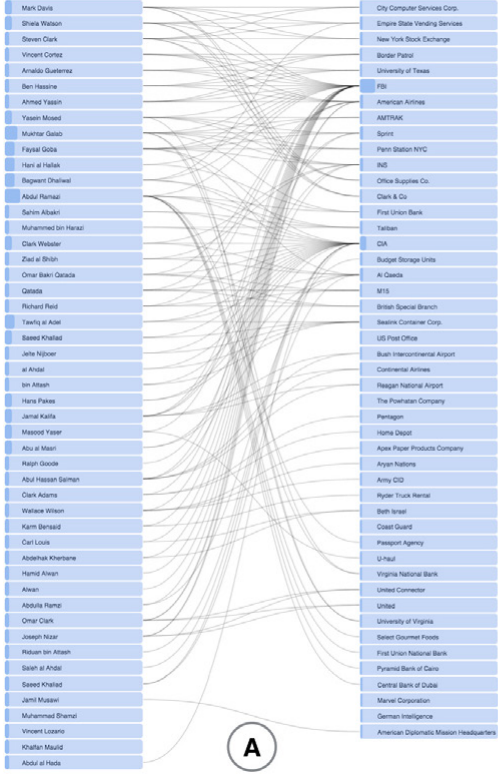 Mark Davis
Shiela Watson
Steven Clark
Vincent Cortez
Arnaldo Gueterrez
Ben Hassine
Ahmed Yassin
Yasein Mosed
Mukhtar Galab
Faysal Goba
Hani al Hallak
Bagwant Dhaliwal
Abdul Ramazi
Sahim Albakri
Muhammed bin Harazi
Clark Webster
Ziad al Shibh
Omar Bakri Qatada
Qatada
Richard Reid
Tawfiq al Adel
Saeed Khallad
Jalte Nijboer
al Ahdal
bin Attash
Hans Pakes
Jamal Kalifa
Masood Yaser
Abu al Masri
Ralph Goode
Abul Hassan Salman
Clark Adams
Wallace Wilson
Karim Benssid
Carl Louis
Abdelhak Kherbane
Hamid Alwan
Alwan
Abdulla Ramzi
Omar Clark
Joseph Nizar
Riduan bin Attash
Saleh al Ahdal
Saeed Khallad
Jamil Musawi
Muhammad Shamzi
Vincent Lozario
Khalfan Maulid
Abdul al Hada
City Computer Services Corp.
Empire State Vending Services
New York Stock Exchange
Border Patrol
University of Texas
FBI
American Airlines
AMTRAK
Sprint
Penn Station NYC
INS
Office Supplies Co.
Clark & Co
First Union Bank
Taliban
CIA
Budget Storage Units
Al Qaeda
M15
British Special Branch
Sealink Container Corp.
US Post Office
Bush Intercontinental Airport
Continental Airlines
Reagan National Airport
The Powhatan Company
Pentagon
Home Depot
Apex Paper Products Company
Aryan Nations
Army CID
Ryder Truck Rental
Beth Israel
Coast Guard
Passport Agency
U-haul
Virginia National Bank
United Connector
United
University of Virginia
Select Gourmet Foods
First Union National Bank
Pyramid Bank of Cairo
Central Bank of Dubai
Marvel Corporation
German Intelligence
American Diplomatic Mission Headquarters
A